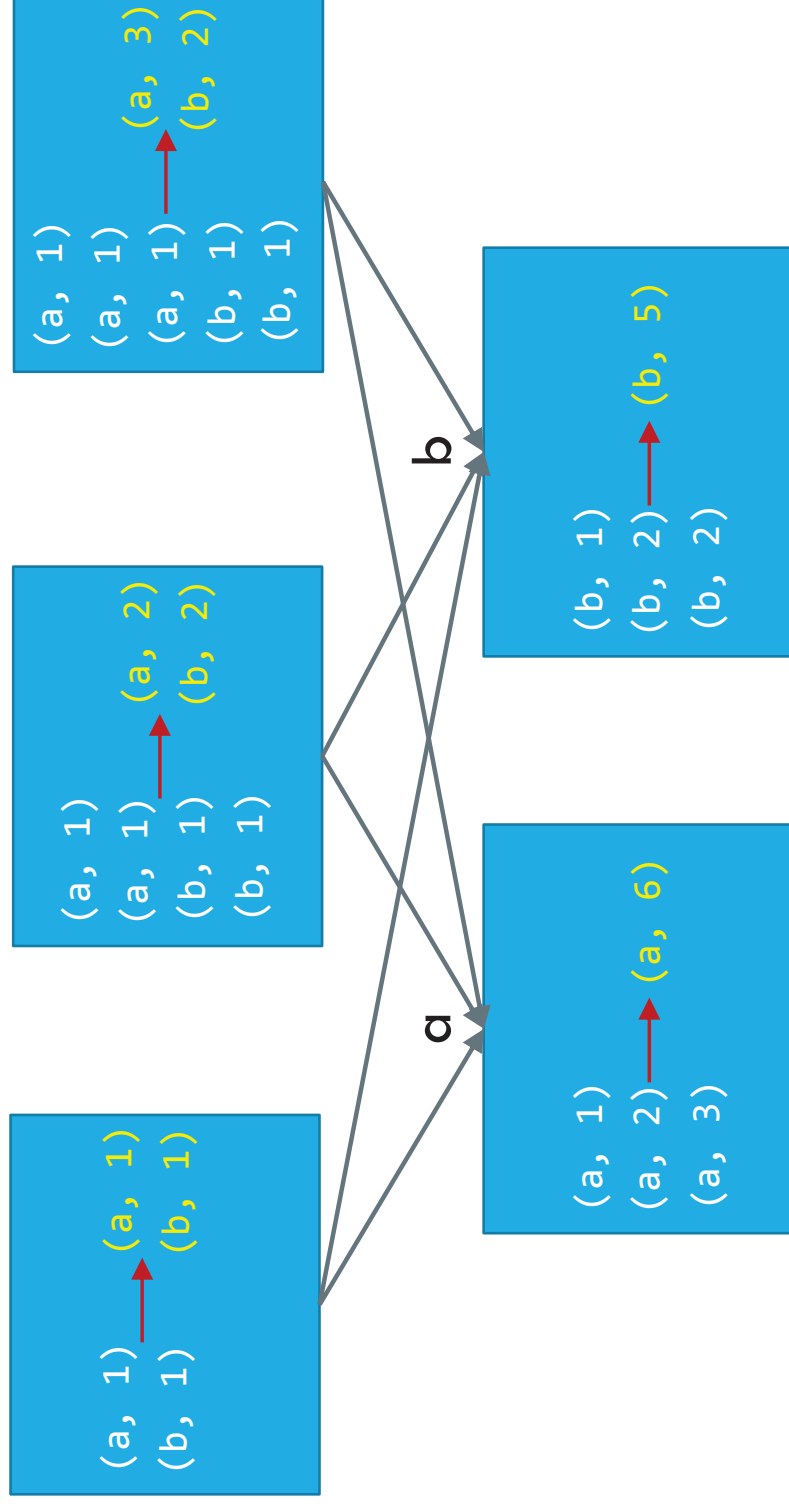 (a, 1)
(b, 1)
(a, 1)
(b, 1)
(a, 1)
(a, 1)
(b, 1)
(b, 1)
(a, 2)
(b, 2)
(a, 1)
(a, 1)
(a, 1)
(b, 1)
(b, 1)
(a, 3)
(b, 2)
a
b
(a, 1)
(a, 2)
(a, 3)
(a, 6)
(b, 1)
(b, 2)
(b, 2)
(b, 5)